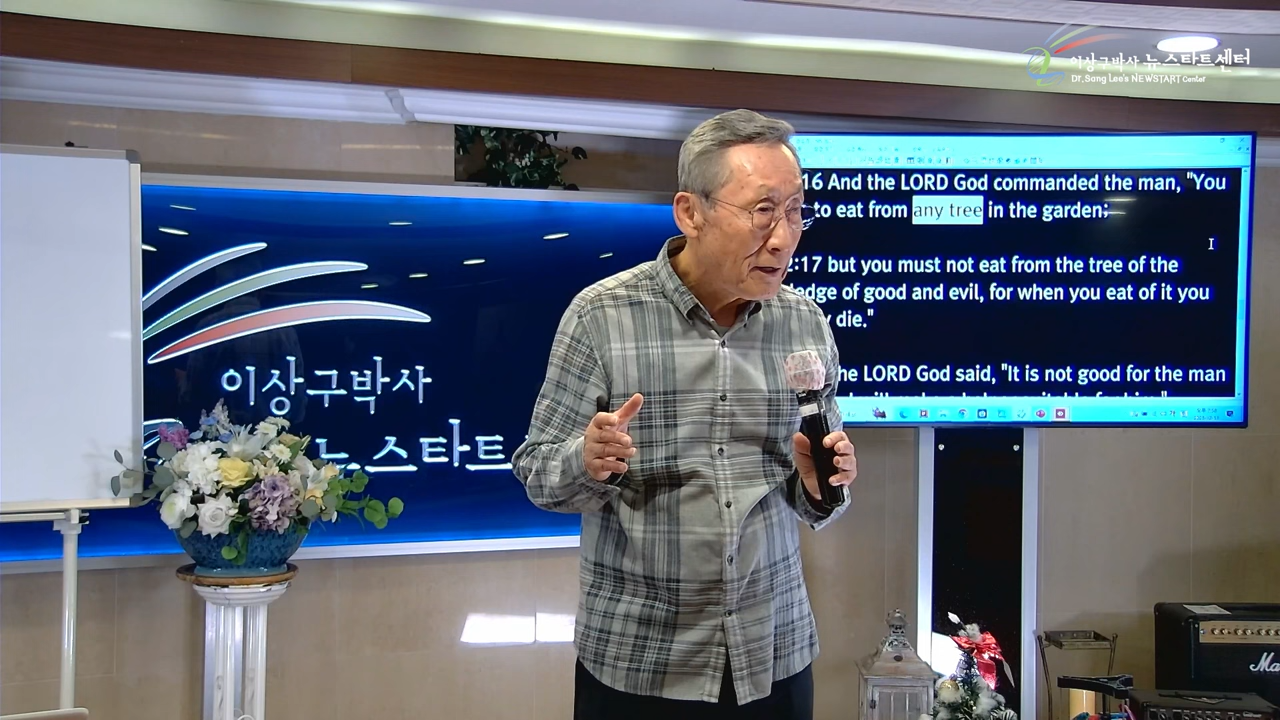 이상구박사 뉴스타트센터
Dr. Sang Lee's NEWSTART Center
16 And the LORD God commanded the man, "You
to eat from any tree in the garden;
2:17 but you must not eat from the tree of the
ledge of good and evil, for when you eat of it you
die."
he LORD God said, "It is not good for the man
이상구박사
뉴스타트
Ma